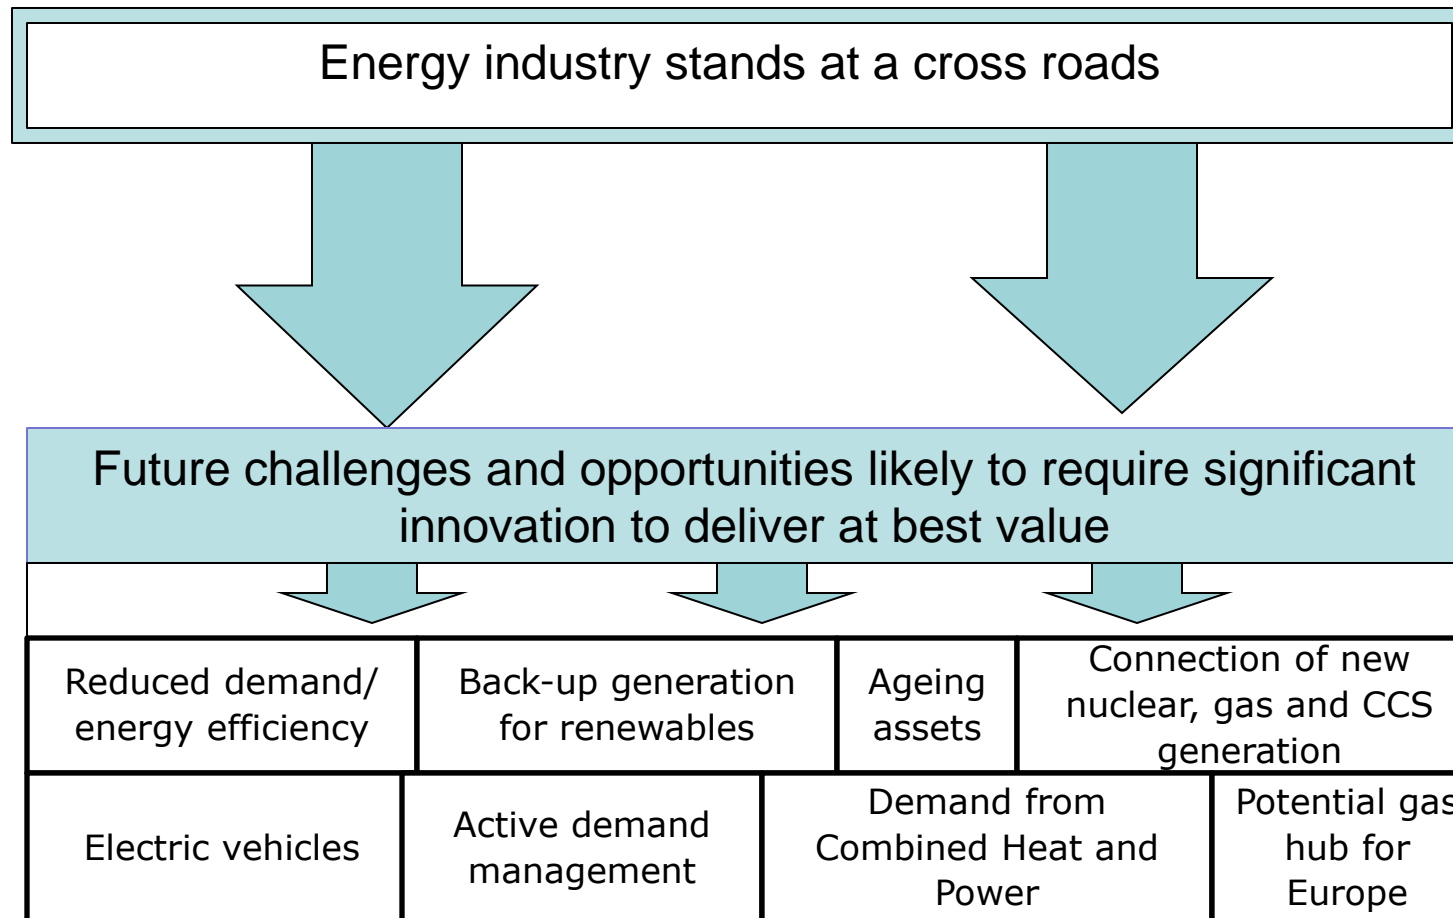 Energy industry stands at a cross roads
Future challenges and opportunities likely to require significant
innovation to deliver at best value
Reduced demand/
energy efficiency
Back-up generation
for renewables
Ageing
assets
Connection of new
nuclear, gas and CCS
generation
Electric vehicles
Active demand
management
Demand from
Combined Heat and
Power
Potential gas
hub for
Europe